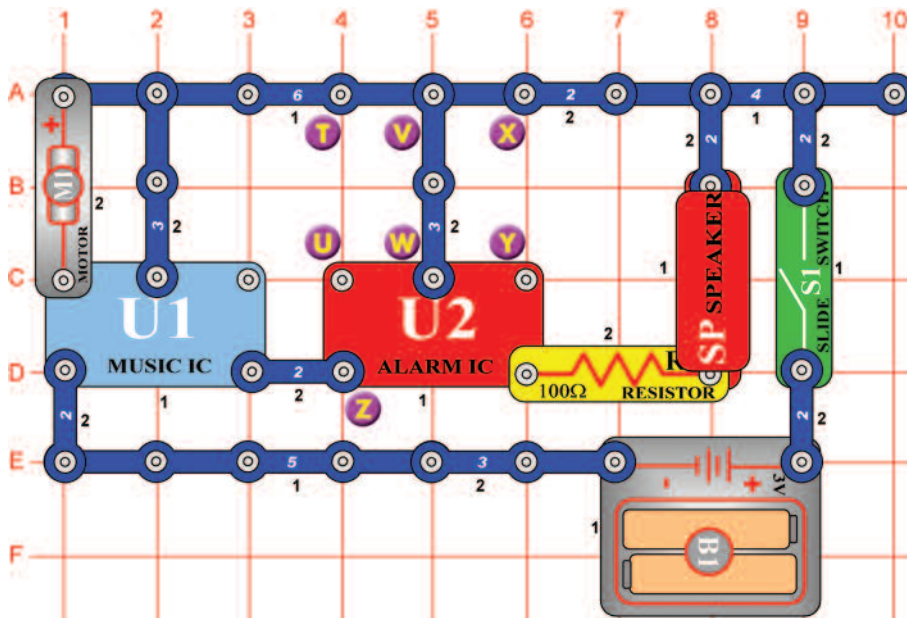 1 2 3 4 5 6 7 8 9 10
A 6 2 4
1 2 1
T V X
+ 2 2
B M1 2
3 2 3 2
U W Y
MOTOR
C 1 SP SPEAKER 1 SLIDE SWITCH S1
U1 U2
2
D MUSIC IC 2 ALARM IC R
100Ω RESISTOR
2 1 2 1
Z
2 2 2 2
E 5 3 - + 3V
1 2
1
F B1